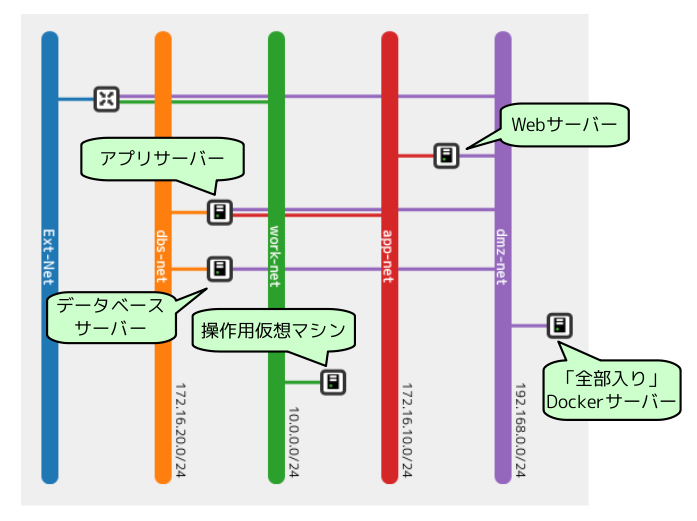 Webサーバー
アプリサーバー
Ext-Net
dbs-net
work-net
app-net
dmz-net
データベース
サーバー
操作用仮想マシン
「全部入り」
Dockerサーバー
172.16.20.0/24
10.0.0.0/24
172.16.10.0/24
192.168.0.0/24